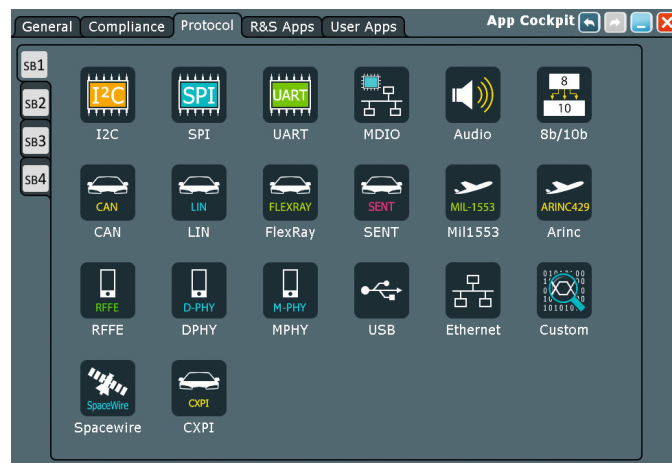 General Compliance Protocol R&S Apps User Apps App Cockpit
SB1
SB2
SB3
SB4
I²C SPI UART 8 10
I2C SPI UART MDIO Audio 8b/10b
CAN LIN FLEXRAY SENT MIL-1553 ARINC429
CAN LIN FlexRay SENT Mil1553 Arinc
RFFE D-PHY M-PHY
RFFE DPHY MPHY USB Ethernet Custom
SpaceWire CXPI
Spacewire CXPI